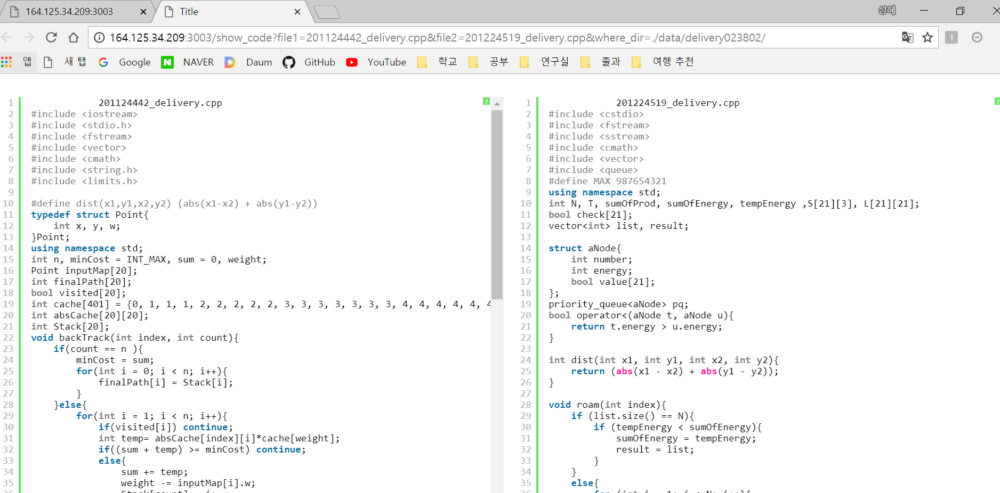 164.125.34.209:3003
Title
성혜
164.125.34.209:3003/show_code?file1=201124442_delivery.cpp&file2=201224519_delivery.cpp&where_dir=./data/delivery023802/
앱 새 탭 Google NAVER Daum GitHub YouTube 학교 공부 연구실 졸과 여행 추천
1 201124442_delivery.cpp
2 #include <iostream>
3 #include <stdio.h>
4 #include <fstream>
5 #include <vector>
6 #include <cmath>
7 #include <string.h>
8 #include <limits.h>
9
10 #define dist(x1,y1,x2,y2) (abs(x1-x2) + abs(y1-y2))
11 typedef struct Point{
12 int x, y, w;
13 }Point;
14 using namespace std;
15 int n, minCost = INT_MAX, sum = 0, weight;
16 Point inputMap[20];
17 int finalPath[20];
18 bool visited[20];
19 int cache[401] = {0, 1, 1, 1, 2, 2, 2, 2, 2, 3, 3, 3, 3, 3, 3, 3, 4, 4, 4, 4, 4, 4
20 int absCache[20][20];
21 int Stack[20];
22 void backTrack(int index, int count){
23 if(count == n ){
24 minCost = sum;
25 for(int i = 0; i < n; i++){
26 finalPath[i] = Stack[i];
27 }
28 }else{
29 for(int i = 1; i < n; i++){
30 if(visited[i]) continue;
31 int temp= absCache[index][i]*cache[weight];
32 if((sum + temp) >= minCost) continue;
33 else{
34 sum += temp;
35 weight -= inputMap[i].w;
?
1 201224519_delivery.cpp
2 #include <cstdio>
3 #include <fstream>
4 #include <sstream>
5 #include <cmath>
6 #include <vector>
7 #include <queue>
8 #define MAX 987654321
9 using namespace std;
10 int N, T, sumOfProd, sumOfEnergy, tempEnergy ,S[21][3], L[21][21];
11 bool check[21];
12 vector<int> list, result;
13
14 struct aNode{
15 int number;
16 int energy;
17 bool value[21];
18 };
19 priority_queue<aNode> pq;
20 bool operator<(aNode t, aNode u){
21 return t.energy > u.energy;
22 }
23
24 int dist(int x1, int y1, int x2, int y2){
25 return (abs(x1 - x2) + abs(y1 - y2));
26 }
27
28 void roam(int index){
29 if (list.size() == N){
30 if (tempEnergy < sumOfEnergy){
31 sumOfEnergy = tempEnergy;
32 result = list;
33 }
34 }
35 else{
?